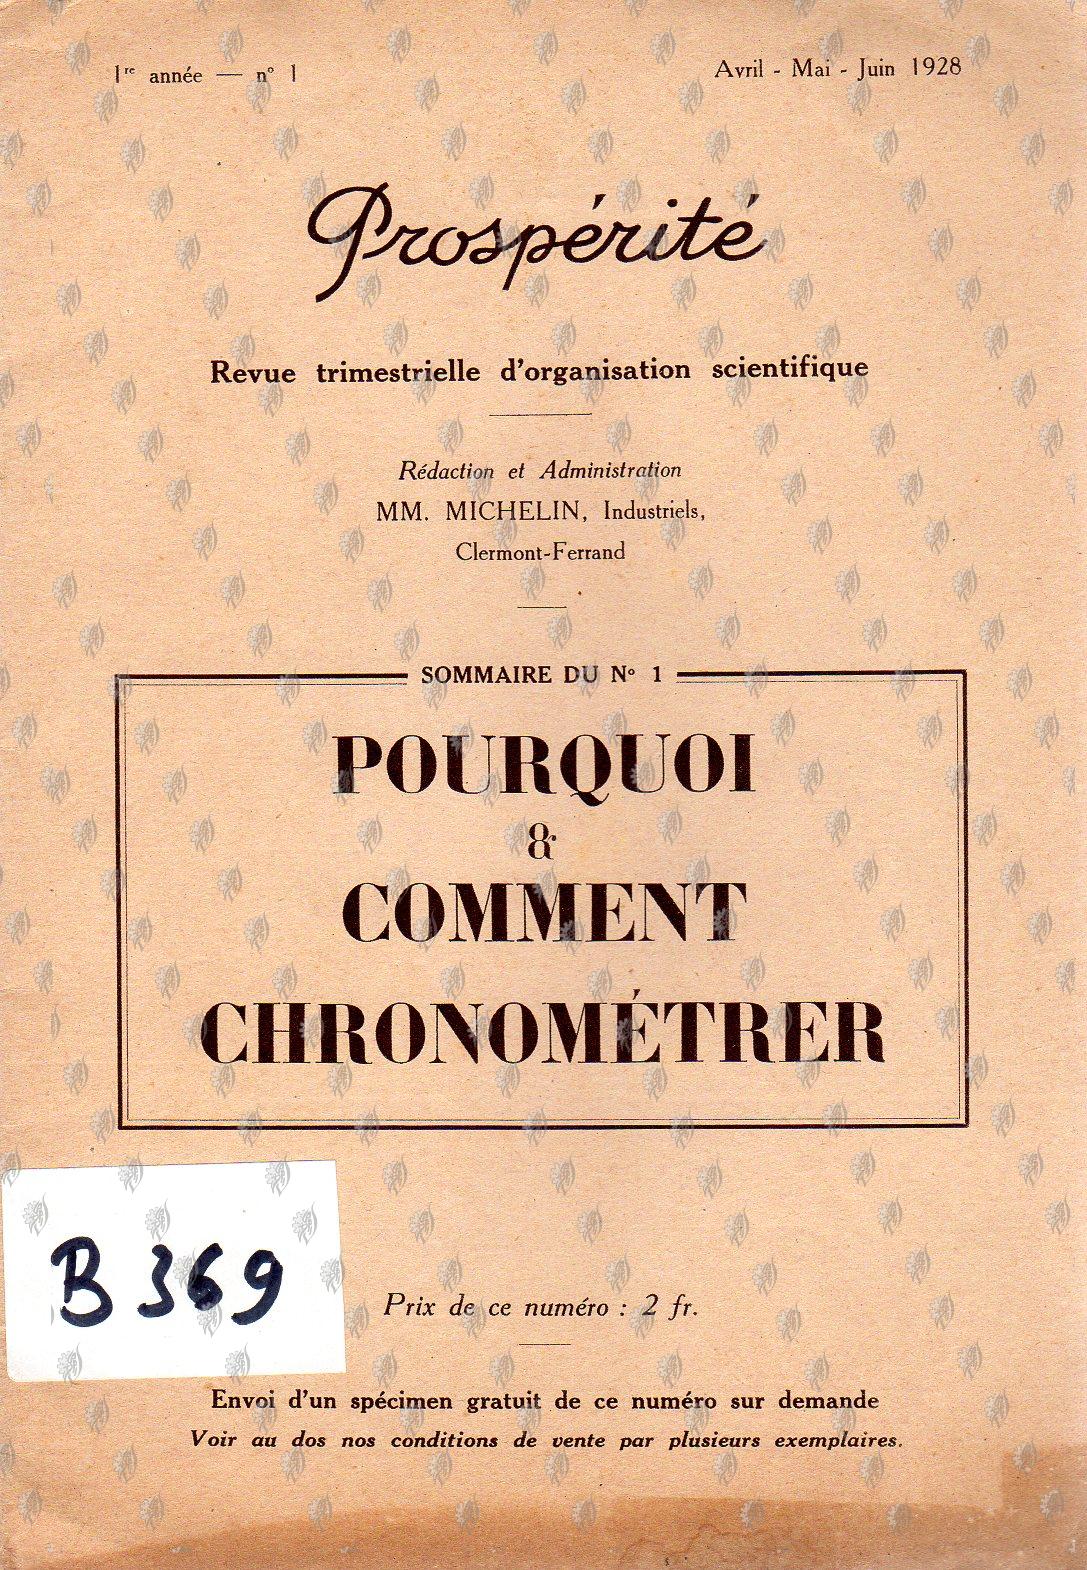 1re année — n° 1
Avril - Mai - Juin 1928
Prospérité
Revue trimestrielle d'organisation scientifique
Rédaction et Administration
MM. MICHELIN, Industriels,
Clermont-Ferrand
SOMMAIRE DU N° 1
POURQUOI
&
COMMENT
CHRONOMÉTRER
B 369
Prix de ce numéro : 2 fr.
Envoi d'un spécimen gratuit de ce numéro sur demande
Voir au dos nos conditions de vente par plusieurs exemplaires.